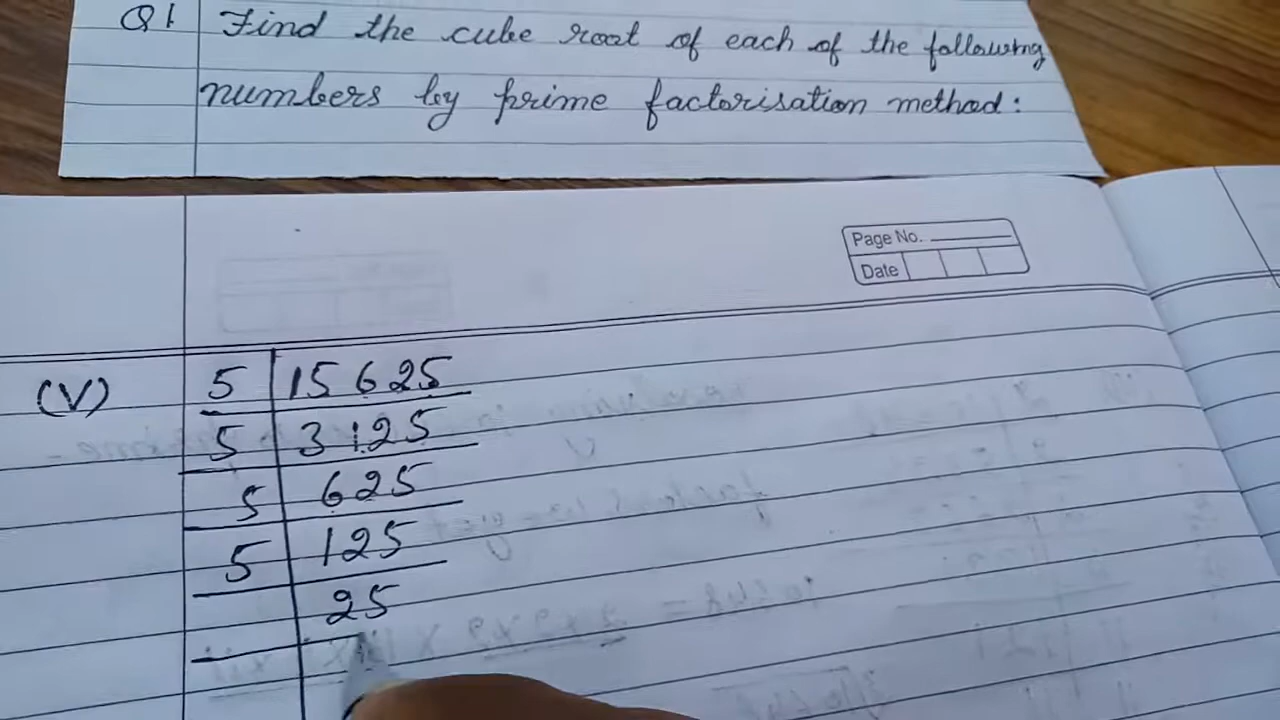 Q1 Find the cube root of each of the following
numbers by prime factorisation method:
Page No.
Date
(V) 5 15625
5 3125
5 625
5 125
25